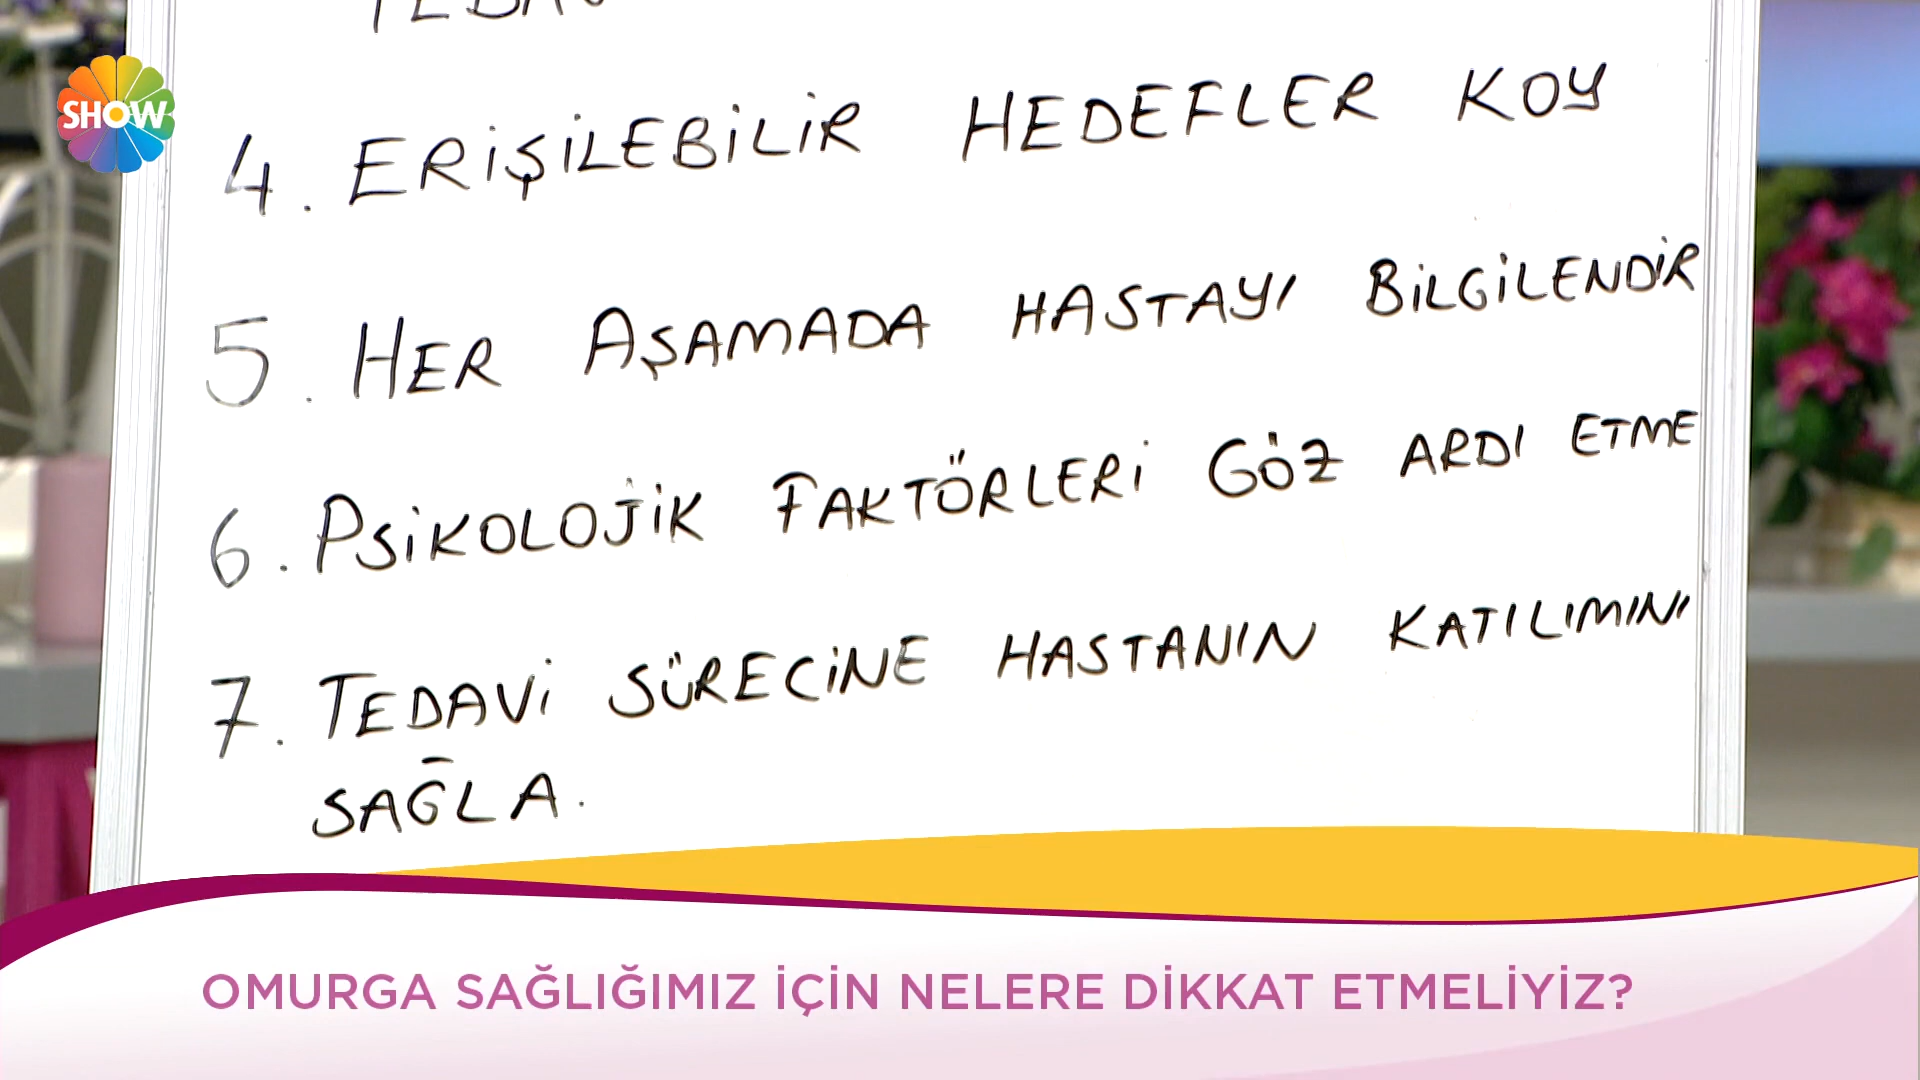 SHOW
4. ERİŞİLEBİLİR HEDEFLER KOY
5. HER AŞAMADA HASTAYI BİLGİLENDİR
6. PSİKOLOJİK FAKTÖRLERİ GÖZ ARDI ETME
7. TEDAVİ SÜRECİNE HASTANIN KATILIMINI
SAĞLA.
OMURGA SAĞLIĞIMIZ İÇİN NELERE DİKKAT ETMELİYİZ?